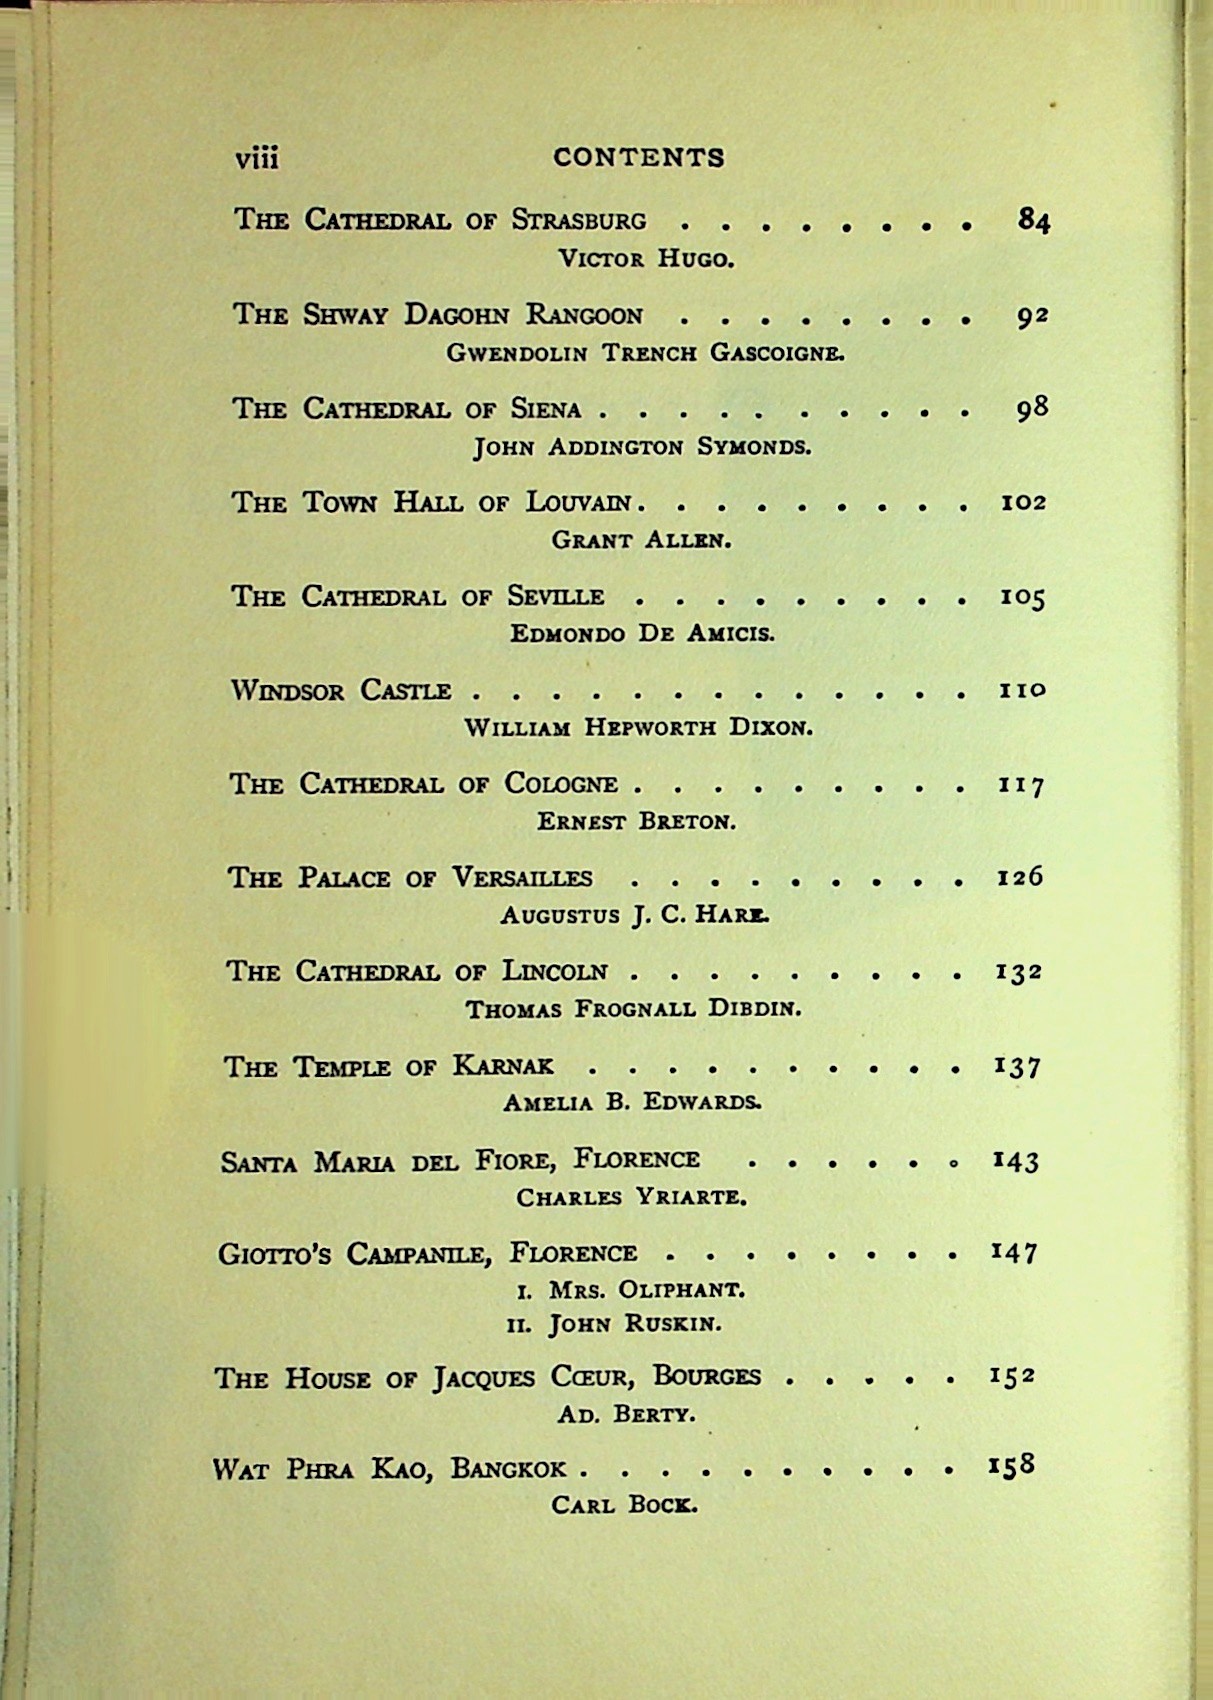 viii CONTENTS
The Cathedral of Strasburg . . . . . . . . 84
Victor Hugo.
The Shway Dagohn Rangoon . . . . . . . . 92
Gwendolin Trench Gascoigne.
The Cathedral of Siena . . . . . . . . . . 98
John Addington Symonds.
The Town Hall of Louvain . . . . . . . . . 102
Grant Allen.
The Cathedral of Seville . . . . . . . . . 105
Edmondo De Amicis.
Windsor Castle . . . . . . . . . . . . . 110
William Hepworth Dixon.
The Cathedral of Cologne . . . . . . . . . 117
Ernest Breton.
The Palace of Versailles . . . . . . . . . 126
Augustus J. C. Hare.
The Cathedral of Lincoln . . . . . . . . . 132
Thomas Frognall Dibdin.
The Temple of Karnak . . . . . . . . . . 137
Amelia B. Edwards.
Santa Maria del Fiore, Florence . . . . . . 143
Charles Yriarte.
Giotto's Campanile, Florence . . . . . . . . 147
I. Mrs. Oliphant.
II. John Ruskin.
The House of Jacques Cœur, Bourges . . . . . 152
Ad. Berty.
Wat Phra Kao, Bangkok . . . . . . . . . . 158
Carl Bock.